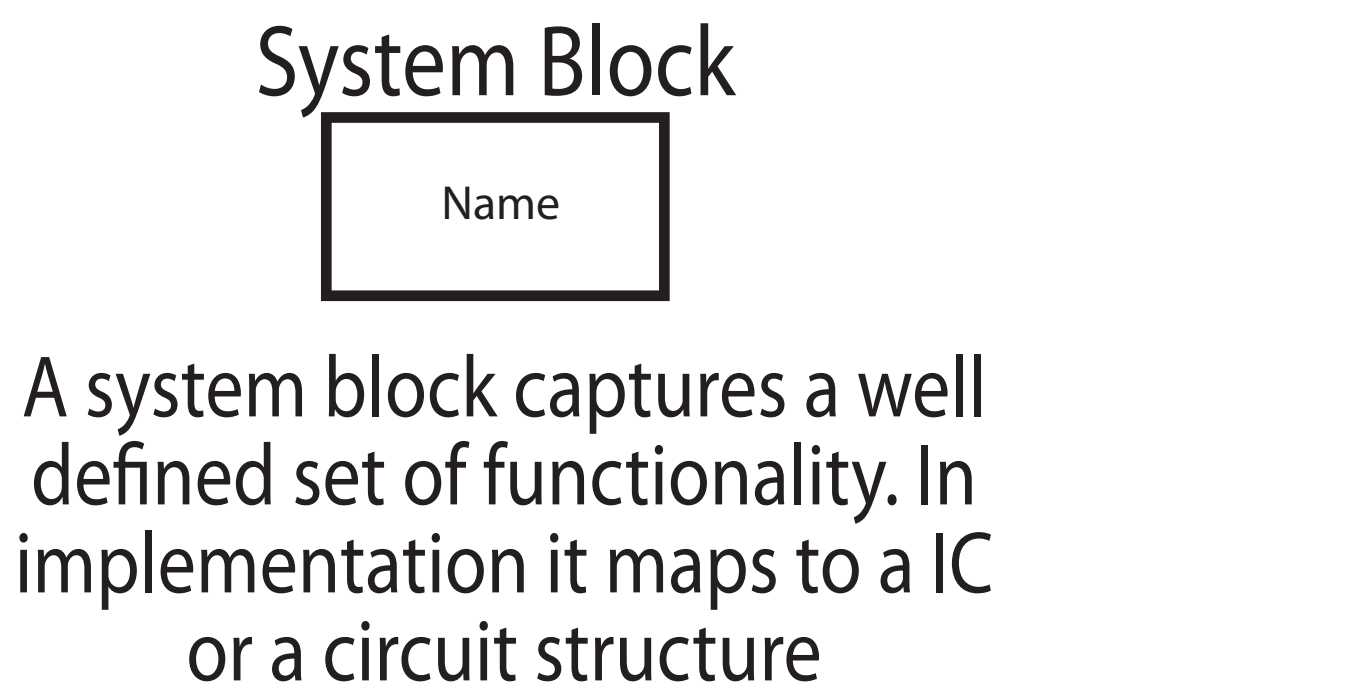 System Block
Name
A system block captures a well
defined set of functionality. In
implementation it maps to a IC
or a circuit structure